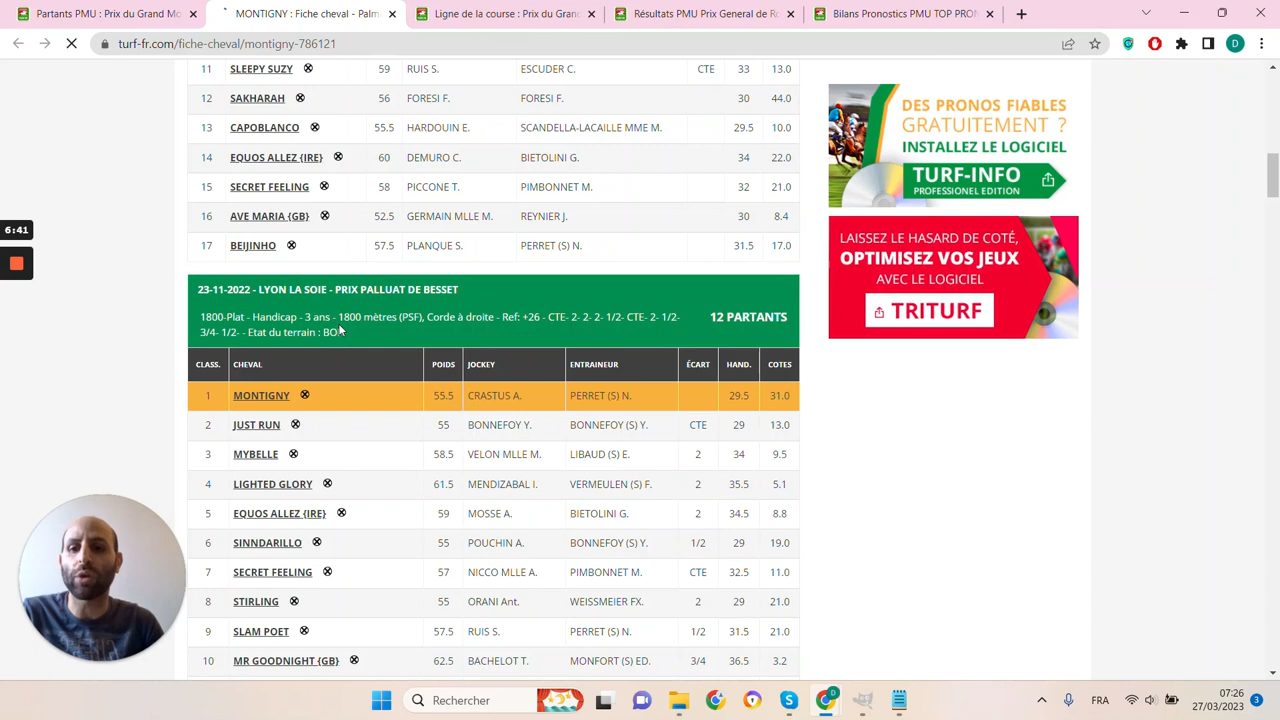 Partants PMU : Prix du Grand Mo
MONTIGNY : Fiche cheval - Palm
Ligne de la course : Prix du Gran
Résultats PMU Prix General de Ro
Bilans Pronostics PMU TOP PRON
turf-fr.com/fiche-cheval/montigny-786121
D
11 SLEEPY SUZY 59 RUIS S. ESCUDER C. CTE 33 13.0
12 SAKHARAH 56 FORESI F. FORESI F. 30 44.0
13 CAPOBLANCO 55.5 HARDOUIN E. SCANDELLA-LACAILLE MME M. 29.5 10.0
14 EQUOS ALLEZ {IRE} 60 DEMURO C. BIETOLINI G. 34 22.0
15 SECRET FEELING 58 PICCONE T. PIMBONNET M. 32 21.0
16 AVE MARIA {GB} 52.5 GERMAIN MLLE M. REYNIER J. 30 8.4
17 BEIJINHO 57.5 PLANQUE S. PERRET (S) N. 31.5 17.0
6:41
23-11-2022 - LYON LA SOIE - PRIX PALLUAT DE BESSET
1800-Plat - Handicap - 3 ans - 1800 mètres (PSF), Corde à droite - Ref: +26 - CTE- 2- 2- 2- 1/2- CTE- 2- 1/2-
3/4- 1/2- - Etat du terrain : BO
12 PARTANTS
CLASS. CHEVAL POIDS JOCKEY ENTRAINEUR ÉCART HAND. COTES
1 MONTIGNY 55.5 CRASTUS A. PERRET (S) N. 29.5 31.0
2 JUST RUN 55 BONNEFOY Y. BONNEFOY (S) Y. CTE 29 13.0
3 MYBELLE 58.5 VELON MLLE M. LIBAUD (S) E. 2 34 9.5
4 LIGHTED GLORY 61.5 MENDIZABAL I. VERMEULEN (S) F. 2 35.5 5.1
5 EQUOS ALLEZ {IRE} 59 MOSSE A. BIETOLINI G. 2 34.5 8.8
6 SINNDARILLO 55 POUCHIN A. BONNEFOY (S) Y. 1/2 29 19.0
7 SECRET FEELING 57 NICCO MLLE A. PIMBONNET M. CTE 32.5 11.0
8 STIRLING 55 ORANI Ant. WEISSMEIER FX. 2 29 21.0
9 SLAM POET 57.5 RUIS S. PERRET (S) N. 1/2 31.5 21.0
10 MR GOODNIGHT {GB} 62.5 BACHELOT T. MONFORT (S) ED. 3/4 36.5 3.2
DES PRONOS FIABLES
GRATUITEMENT ?
INSTALLEZ LE LOGICIEL
TURF-INFO
PROFESSIONEL EDITION
LAISSEZ LE HASARD DE COTÉ,
OPTIMISEZ VOS JEUX
AVEC LE LOGICIEL
TRITURF
Rechercher
FRA
07:26
27/03/2023
3